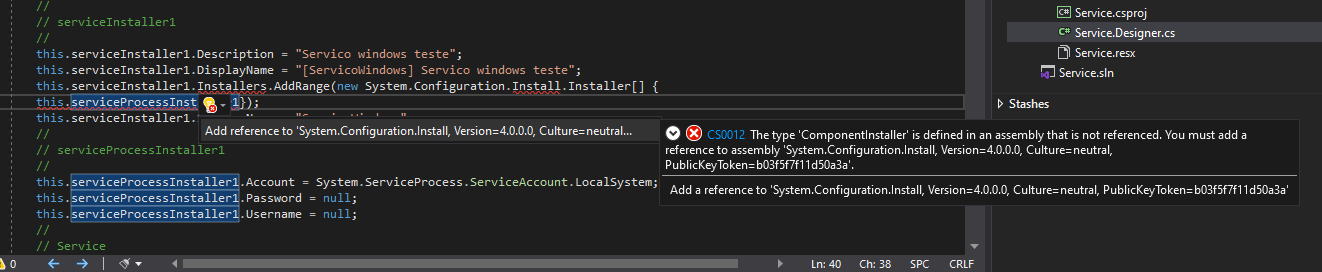 //
// serviceInstaller1
//
this.serviceInstaller1.Description = "Servico windows teste";
this.serviceInstaller1.DisplayName = "[ServicoWindows] Servico windows teste";
this.serviceInstaller1.Installers.AddRange(new System.Configuration.Install.Installer[] {
this.serviceProcessInst 1});
this.serviceInstaller1.
Add reference to 'System.Configuration.Install, Version=4.0.0.0, Culture=neutral...
//
// serviceProcessInstaller1
//
this.serviceProcessInstaller1.Account = System.ServiceProcess.ServiceAccount.LocalSystem;
this.serviceProcessInstaller1.Password = null;
this.serviceProcessInstaller1.Username = null;
//
// Service
CS0012 The type 'ComponentInstaller' is defined in an assembly that is not referenced. You must add a
reference to assembly 'System.Configuration.Install, Version=4.0.0.0, Culture=neutral,
PublicKeyToken=b03f5f7f11d50a3a'.
Add a reference to 'System.Configuration.Install, Version=4.0.0.0, Culture=neutral, PublicKeyToken=b03f5f7f11d50a3a'
Service.csproj
Service.Designer.cs
Service.resx
Service.sln
Stashes
0
Ln: 40 Ch: 38 SPC CRLF